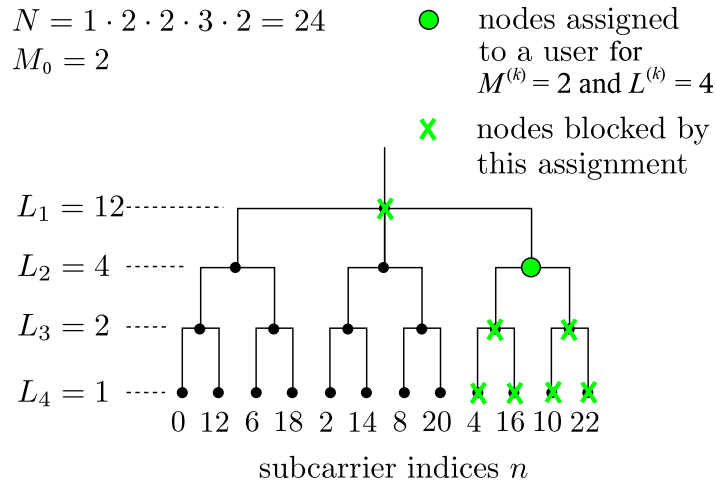 N = 1 · 2 · 2 · 3 · 2 = 24
M₀ = 2
nodes assigned
to a user for
M⁽ᵏ⁾ = 2 and L⁽ᵏ⁾ = 4
nodes blocked by
this assignment
L₁ = 12
L₂ = 4
L₃ = 2
L₄ = 1
0 12 6 18 2 14 8 20 4 16 10 22
subcarrier indices n